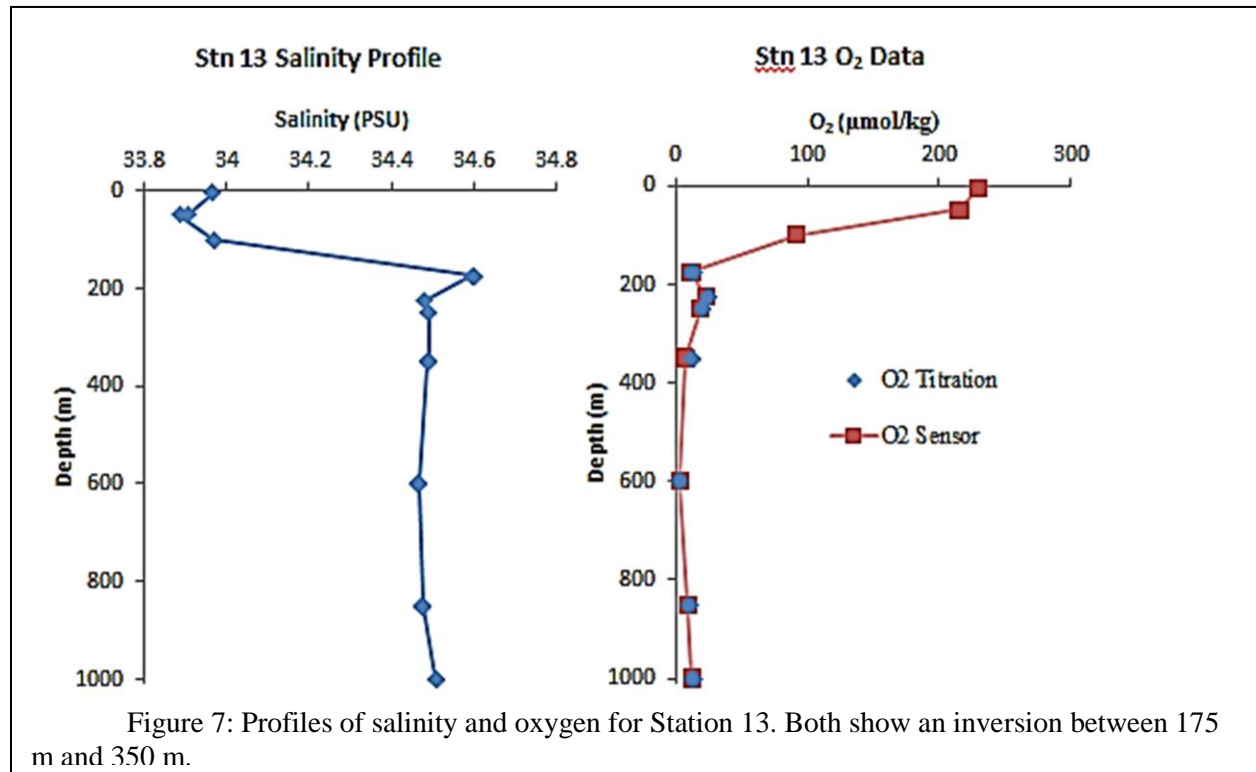 Stn 13 Salinity Profile
Salinity (PSU)
33.8 34 34.2 34.4 34.6 34.8
0
200
400
600
800
1000
Depth (m)
Stn 13 O₂ Data
O₂ (μmol/kg)
0 100 200 300
0
200
400
600
800
1000
Depth (m)
O2 Titration
O2 Sensor
Figure 7: Profiles of salinity and oxygen for Station 13. Both show an inversion between 175
m and 350 m.